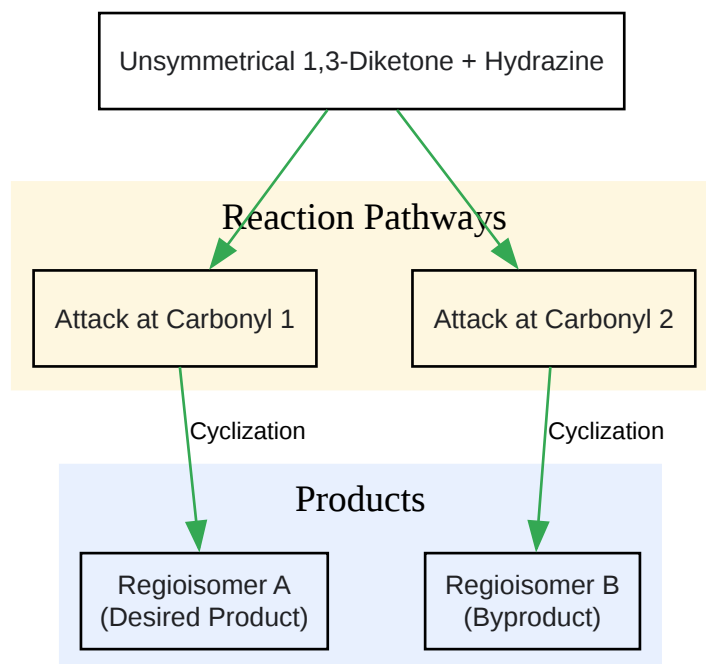 Unsymmetrical 1,3-Diketone + Hydrazine
Reaction Pathways
Attack at Carbonyl 1
Attack at Carbonyl 2
Cyclization
Cyclization
Products
Regioisomer A
(Desired Product)
Regioisomer B
(Byproduct)